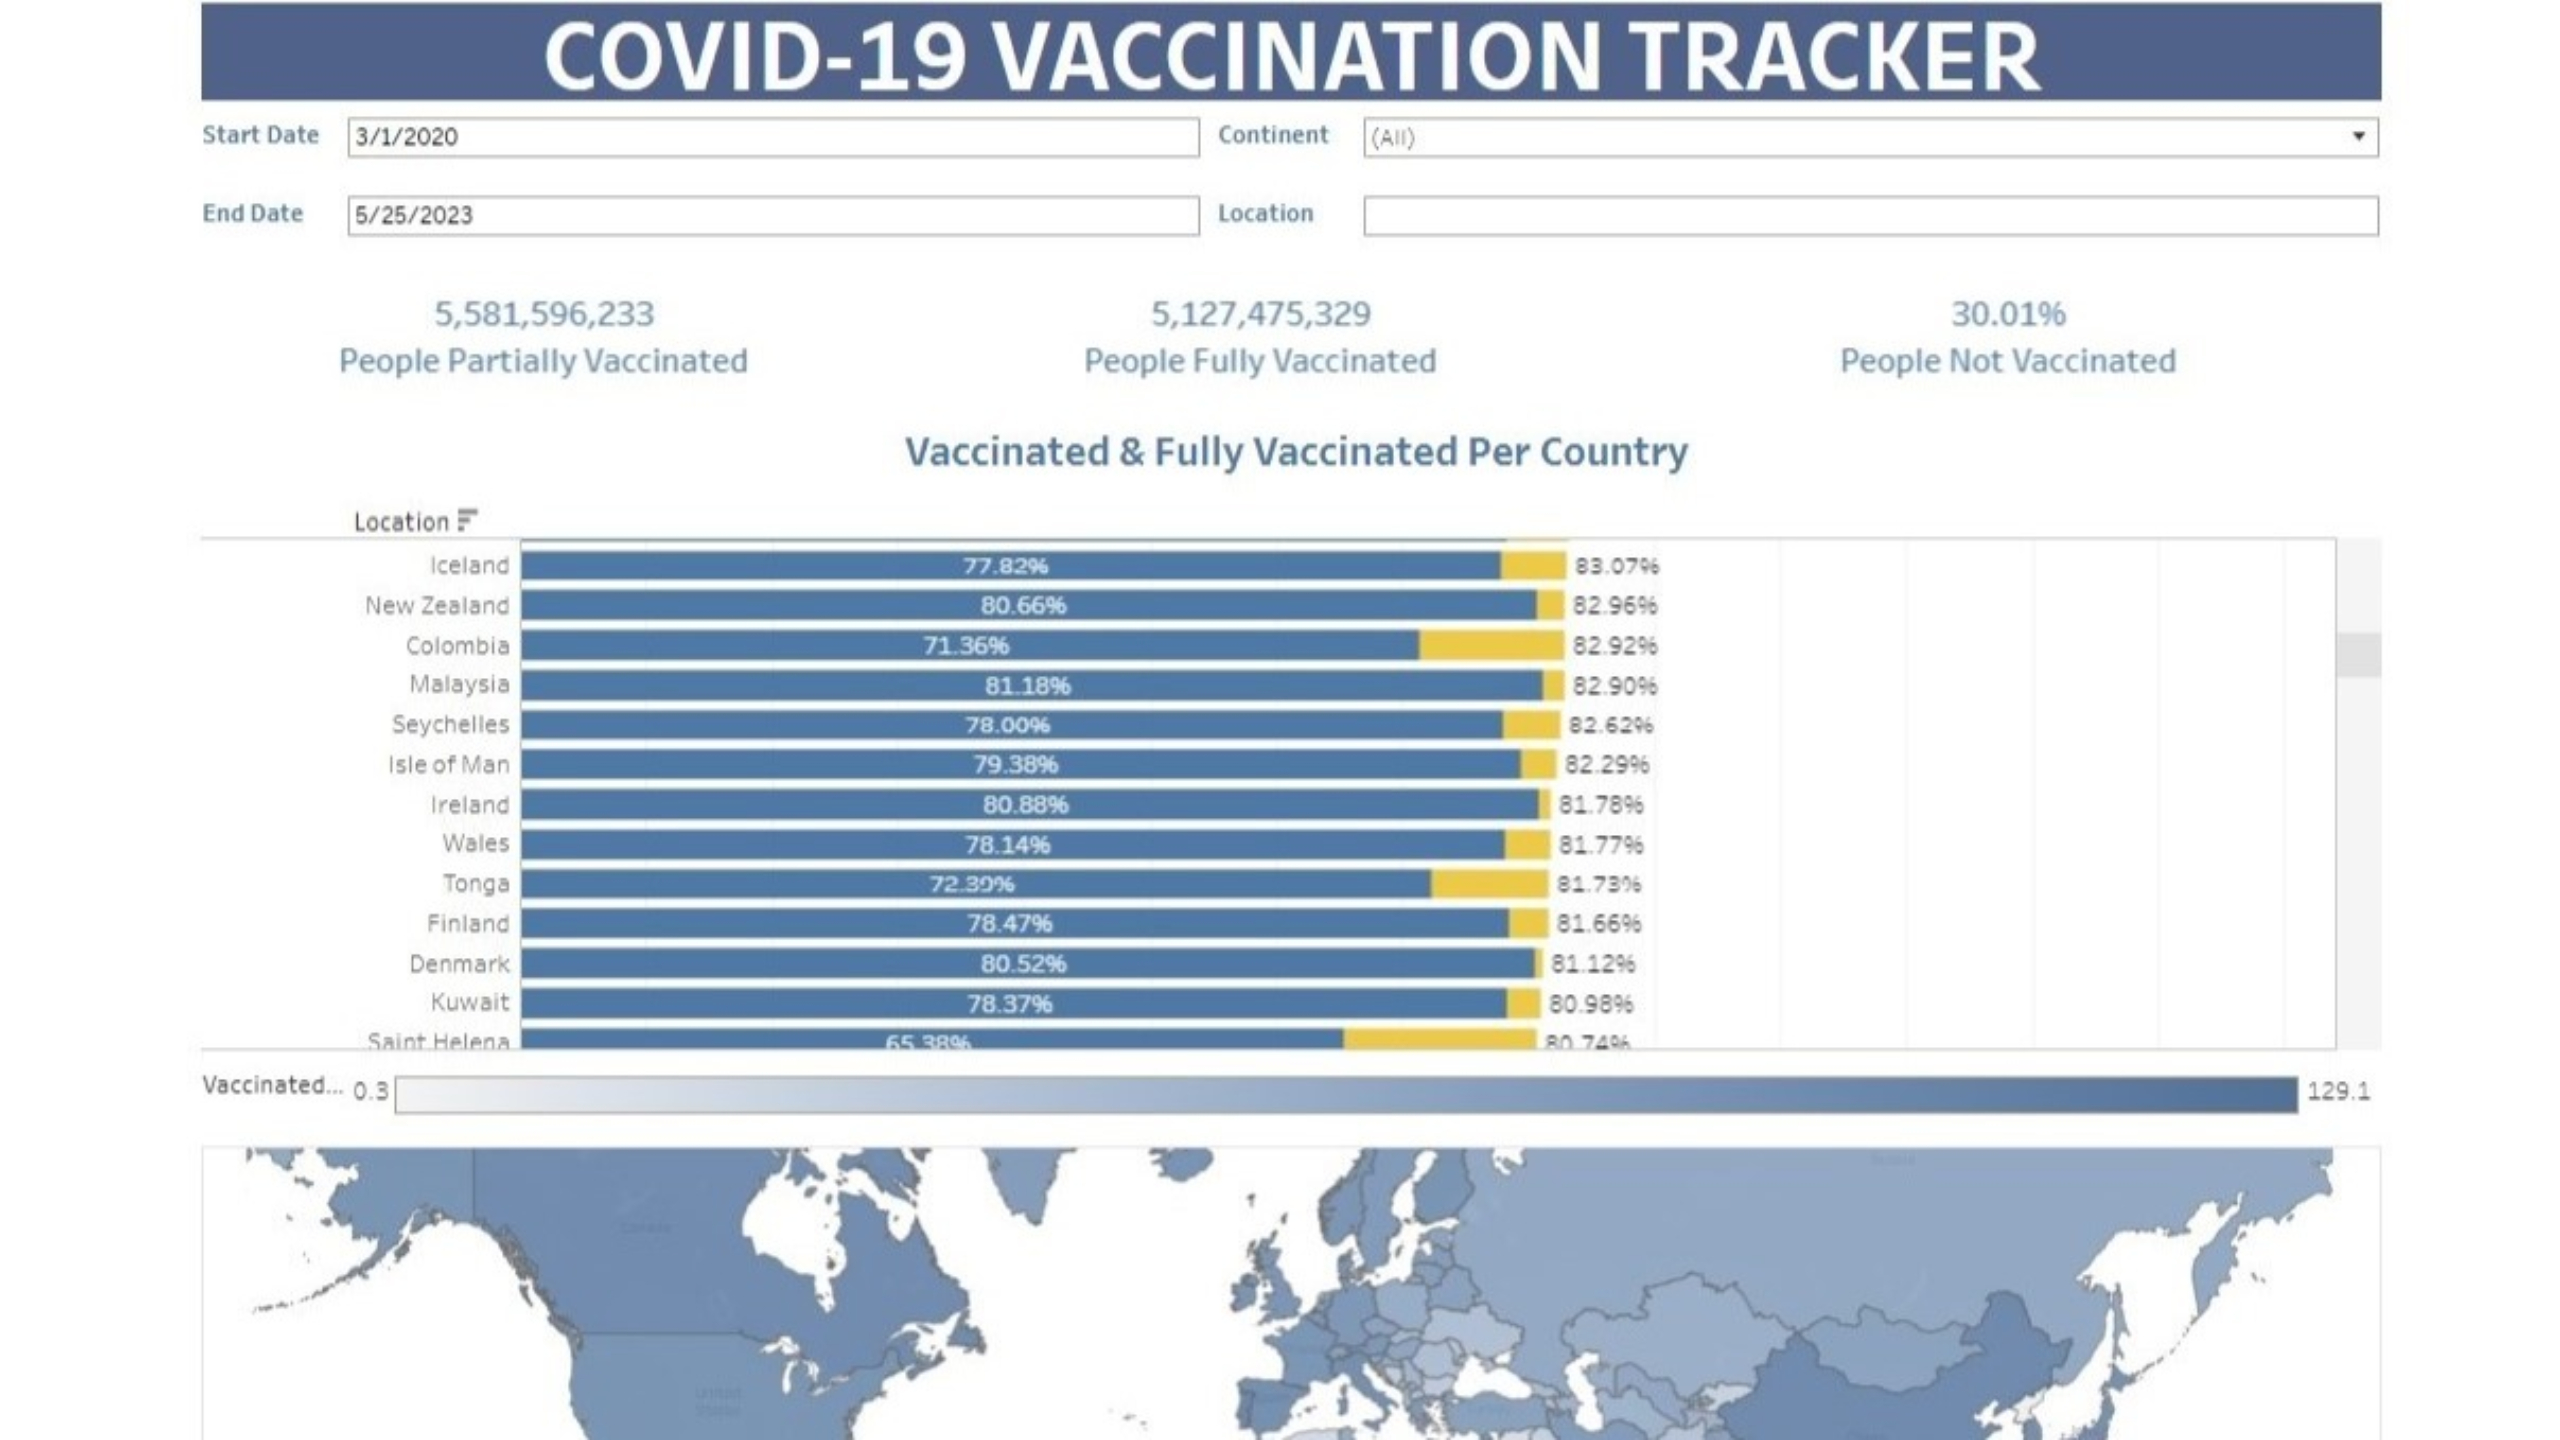 COVID-19 VACCINATION TRACKER
Start Date 3/1/2020 Continent (All)
End Date 5/25/2023 Location
5,581,596,233 5,127,475,329 30.01%
People Partially Vaccinated People Fully Vaccinated People Not Vaccinated
Vaccinated & Fully Vaccinated Per Country
Location
Iceland 77.82% 83.07%
New Zealand 80.66% 82.96%
Colombia 71.36% 82.92%
Malaysia 81.18% 82.90%
Seychelles 78.00% 82.62%
Isle of Man 79.38% 82.29%
Ireland 80.88% 81.78%
Wales 78.14% 81.77%
Tonga 72.39% 81.73%
Finland 78.47% 81.66%
Denmark 80.52% 81.12%
Kuwait 78.37% 80.98%
Saint Helena 65.38% 80.74%
Vaccinated... 0.3 129.1
Canada
United
States